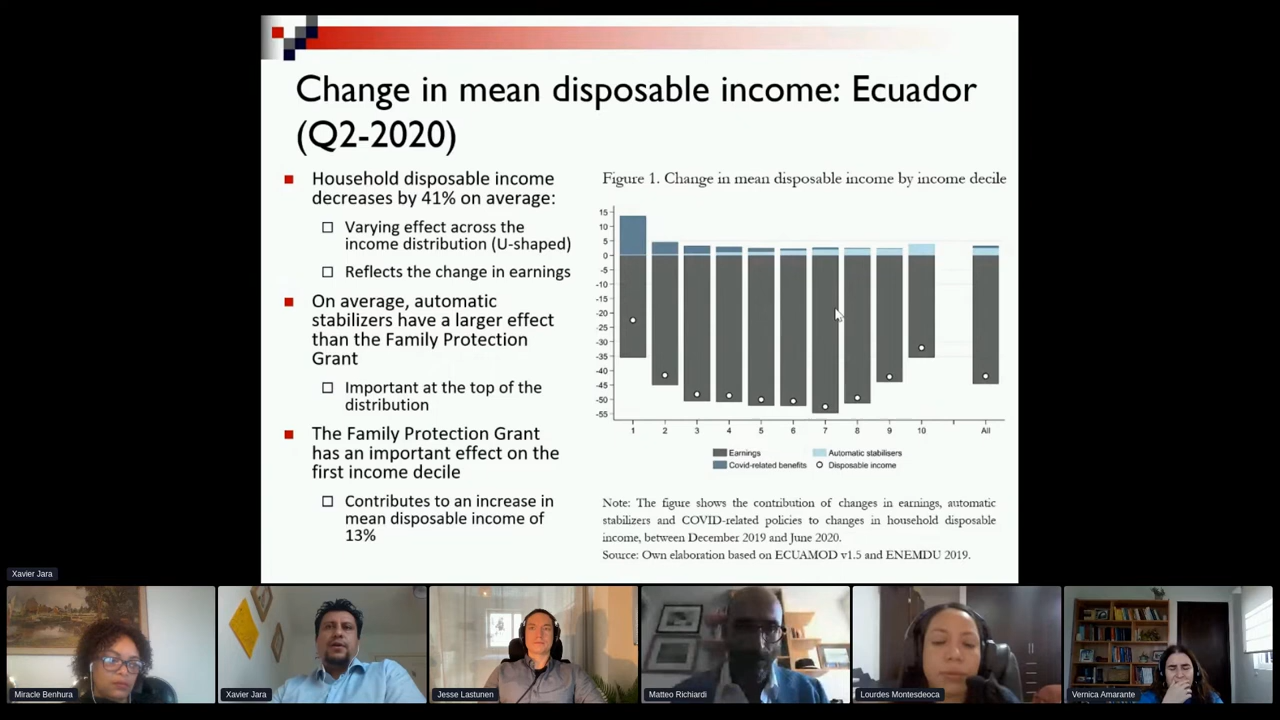 Change in mean disposable income: Ecuador
(Q2-2020)
Household disposable income
decreases by 41% on average:
Varying effect across the
income distribution (U-shaped)
Reflects the change in earnings
On average, automatic
stabilizers have a larger effect
than the Family Protection
Grant
Important at the top of the
distribution
The Family Protection Grant
has an important effect on the
first income decile
Contributes to an increase in
mean disposable income of
13%
Figure 1. Change in mean disposable income by income decile
15
10
5
0
-5
-10
-15
-20
-25
-30
-35
-40
-45
-50
-55
1 2 3 4 5 6 7 8 9 10 All
Earnings Automatic stabilisers
Covid-related benefits Disposable income
Note: The figure shows the contribution of changes in earnings, automatic
stabilizers and COVID-related policies to changes in household disposable
income, between December 2019 and June 2020.
Source: Own elaboration based on ECUAMOD v1.5 and ENEMDU 2019.
Xavier Jara
Miracle Benhura
Xavier Jara
Jesse Lastunen
Matteo Richiardi
Lourdes Montesdeoca
Vernica Amarante